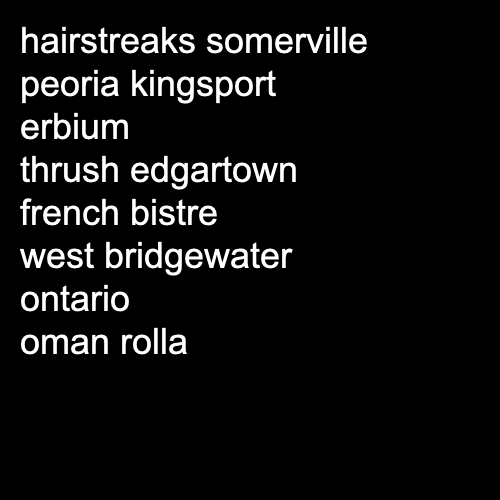 hairstreaks somerville
peoria kingsport
erbium
thrush edgartown
french bistre
west bridgewater
ontario
oman rolla